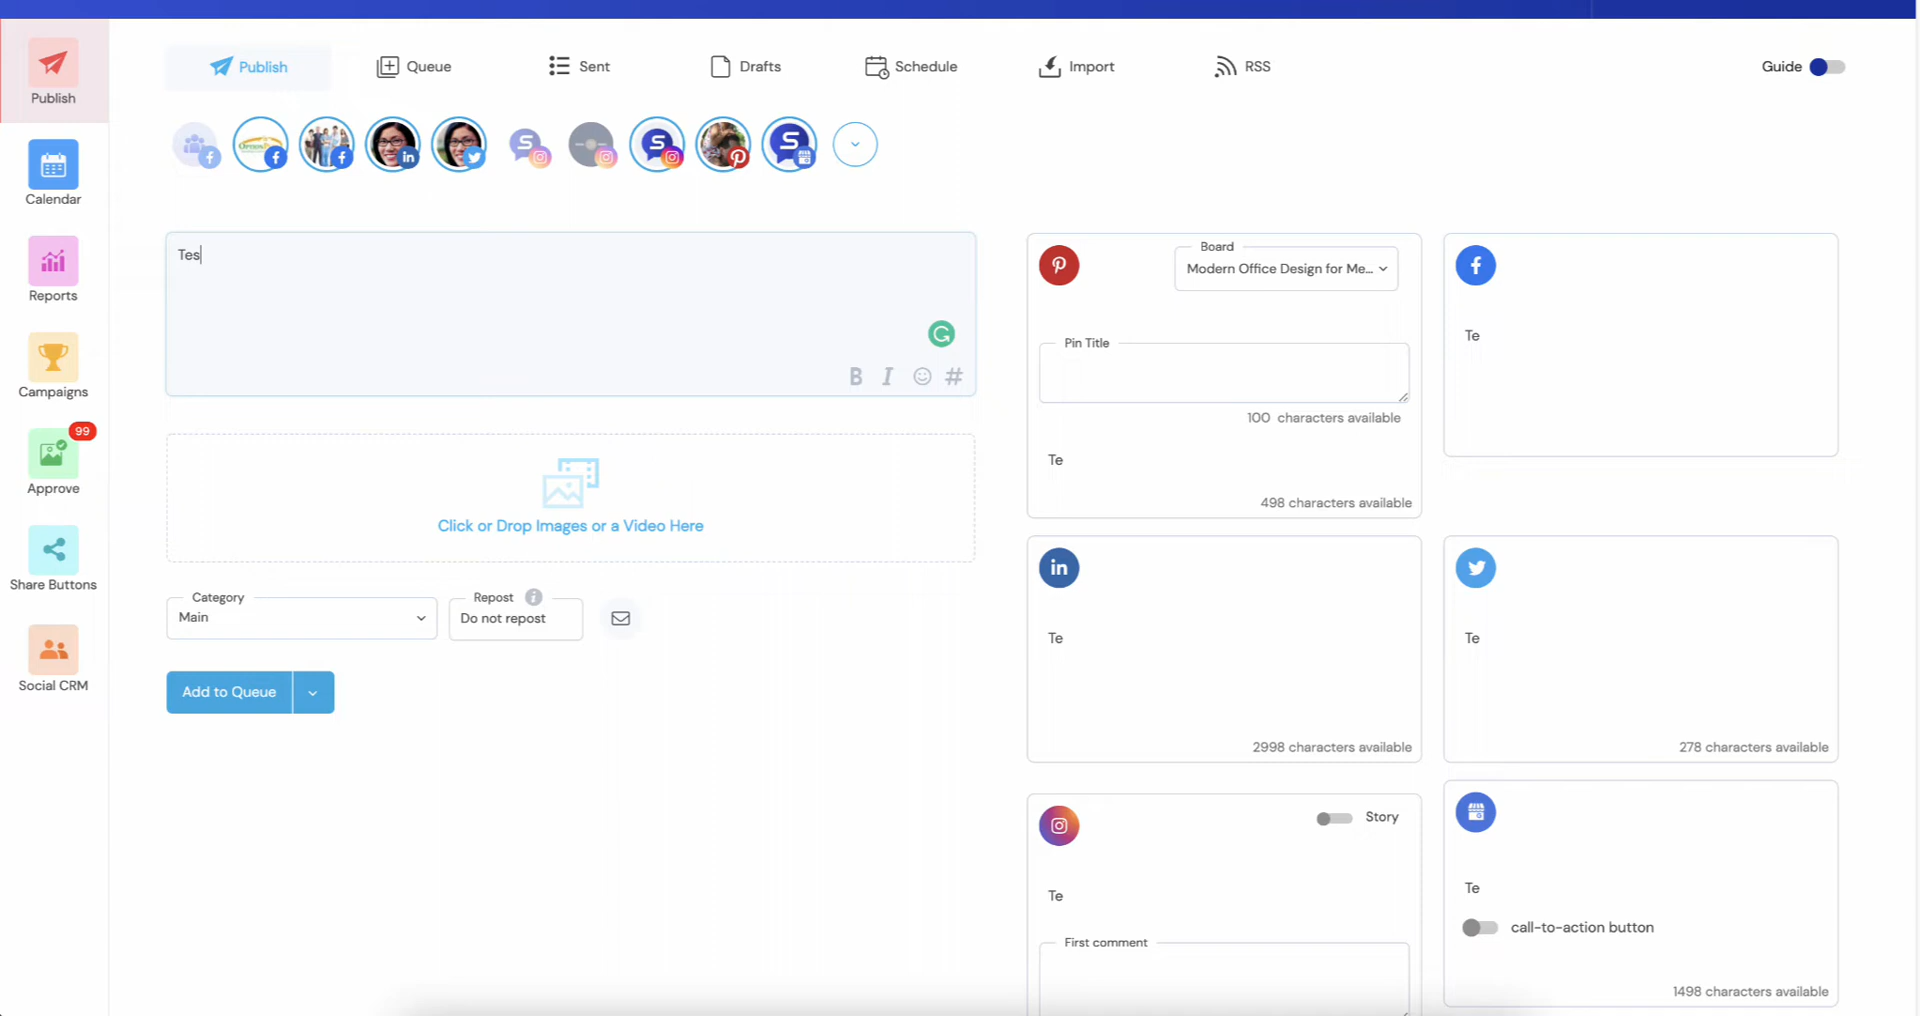 Publish
Queue
Sent
Drafts
Schedule
Import
RSS
Guide
Publish
Calendar
Reports
Campaigns
99
Approve
Share Buttons
Social CRM
Tes
B I #
Click or Drop Images or a Video Here
Category
Main
Repost
Do not repost
Add to Queue
Board
Modern Office Design for Me...
Pin Title
100 characters available
Te
498 characters available
Te
in
Te
2998 characters available
Te
278 characters available
Story
Te
First comment
Te
call-to-action button
1498 characters available